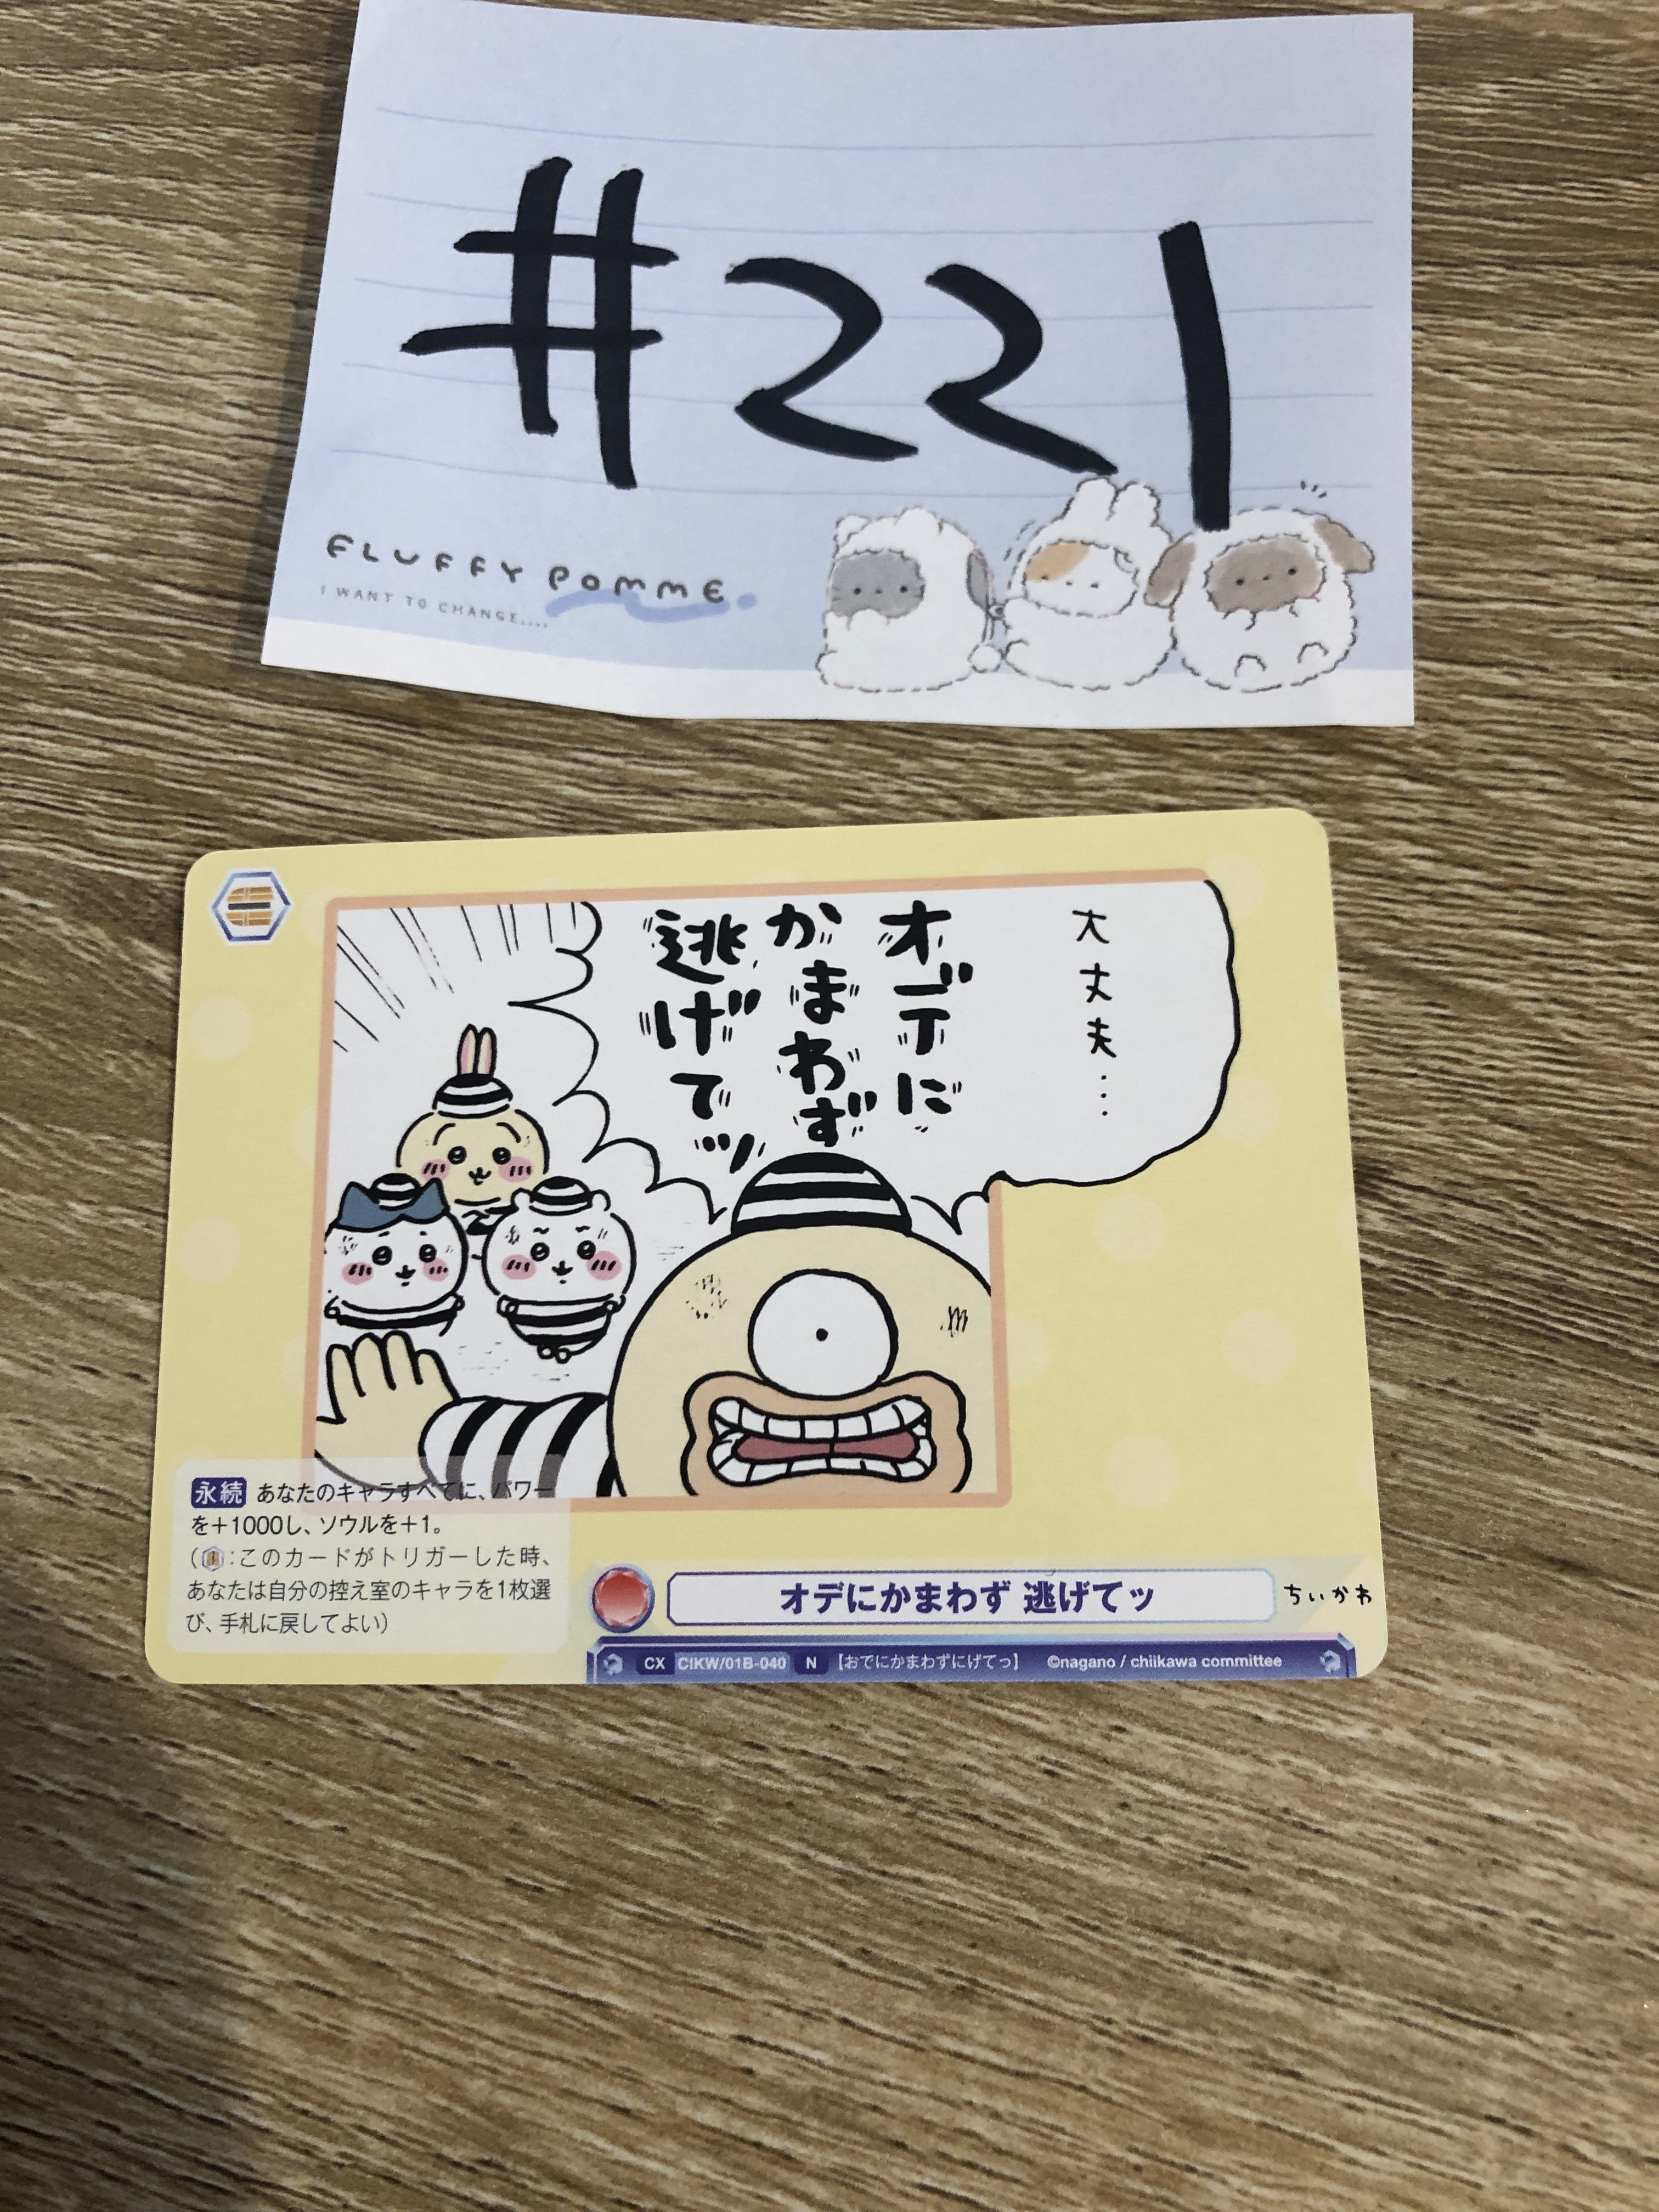 #221
FLUFFY POMME.
I WANT TO CHANGE....
大丈夫…
オデに
かまわず
逃げてッ
永続 あなたのキャラすべてに、パワー
を+1000し、ソウルを+1。
(:このカードがトリガーした時、
あなたは自分の控え室のキャラを1枚選
び、手札に戻してよい)
オデにかまわず 逃げてッ
ちいかわ
CX CIKW/01B-040 N 【おでにかまわずにげてっ】 ©nagano / chiikawa committee